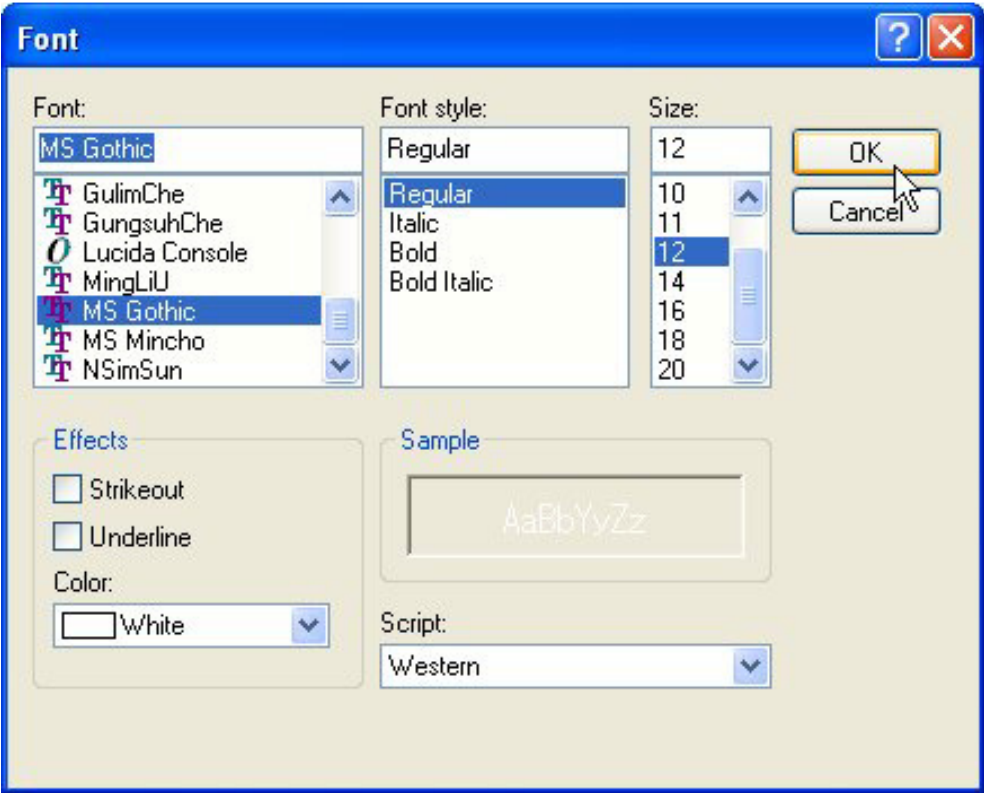 Font
Font:
MS Gothic
GulimChe
GungsuhChe
Lucida Console
MingLiU
MS Gothic
MS Mincho
NSimSun
Font style:
Regular
Regular
Italic
Bold
Bold Italic
Size:
12
10
11
12
14
16
18
20
OK
Cancel
Effects
Strikeout
Underline
Color:
White
Sample
AaBbYyZz
Script:
Western